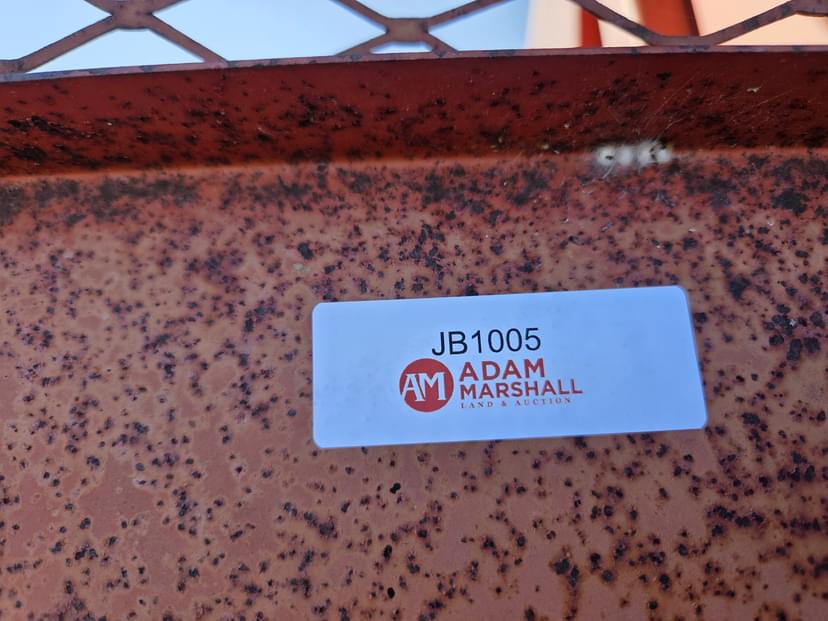 JB1005
AM
ADAM
MARSHALL
LAND & AUCTION